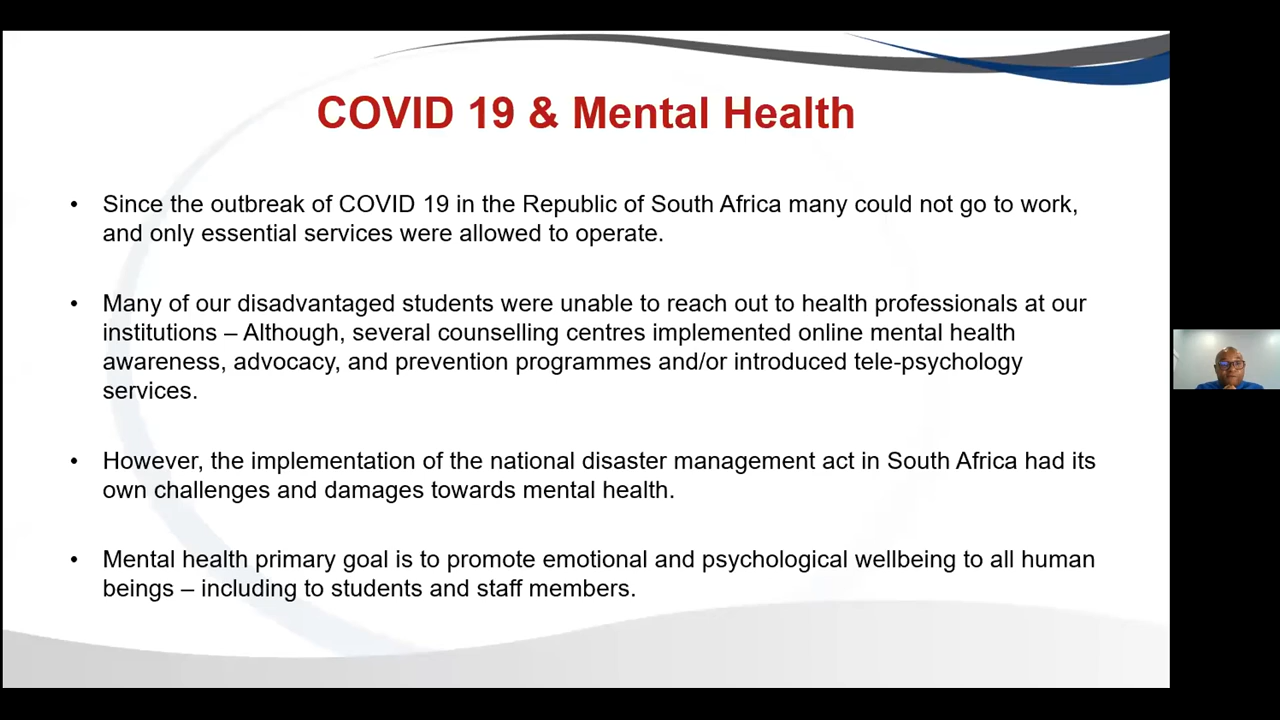 COVID 19 & Mental Health
• Since the outbreak of COVID 19 in the Republic of South Africa many could not go to work,
and only essential services were allowed to operate.
• Many of our disadvantaged students were unable to reach out to health professionals at our
institutions – Although, several counselling centres implemented online mental health
awareness, advocacy, and prevention programmes and/or introduced tele-psychology
services.
• However, the implementation of the national disaster management act in South Africa had its
own challenges and damages towards mental health.
• Mental health primary goal is to promote emotional and psychological wellbeing to all human
beings – including to students and staff members.